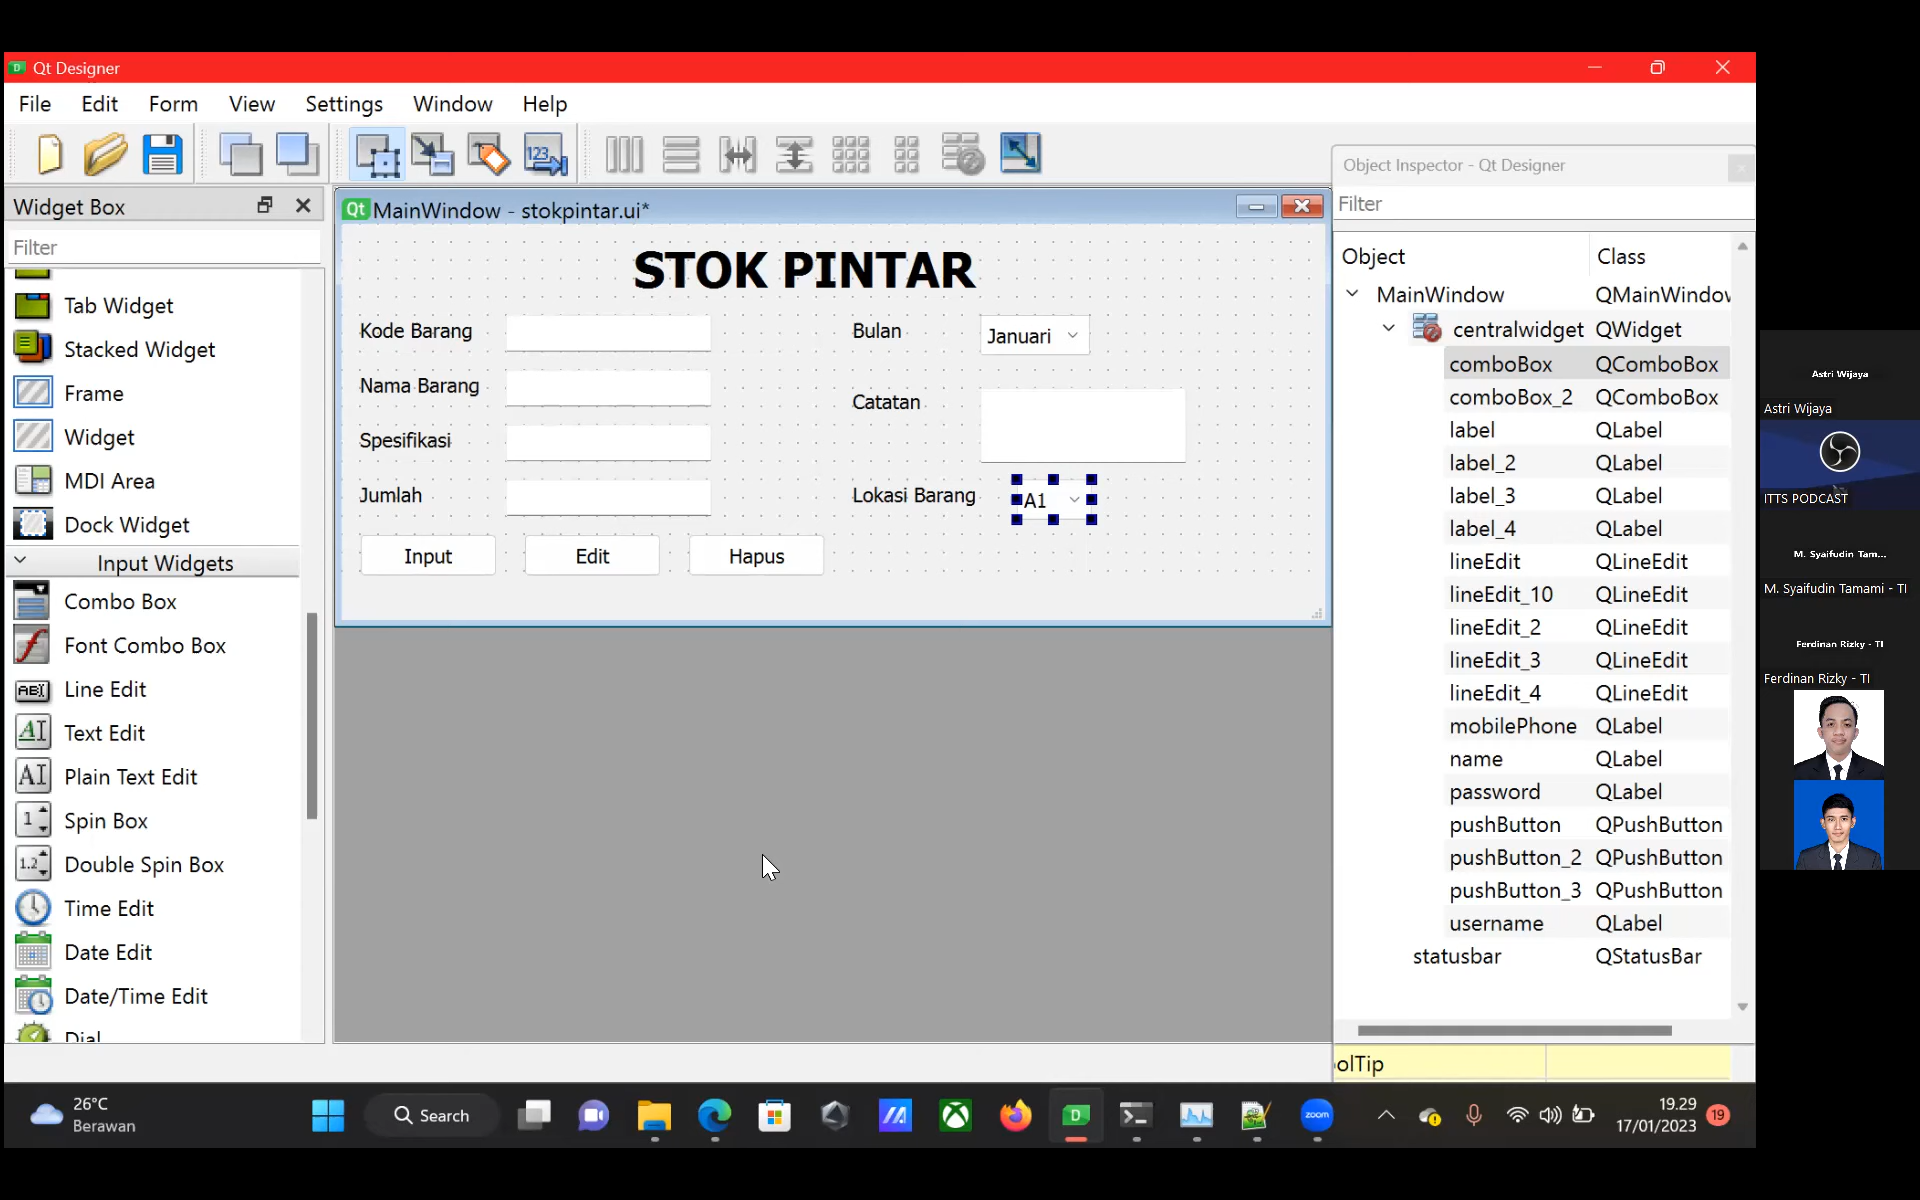 Qt Designer
File Edit Form View Settings Window Help
Widget Box
Filter
Tab Widget
Stacked Widget
Frame
Widget
MDI Area
Dock Widget
Input Widgets
Combo Box
Font Combo Box
Line Edit
Text Edit
Plain Text Edit
Spin Box
Double Spin Box
Time Edit
Date Edit
Date/Time Edit
Dial
MainWindow - stokpintar.ui*
STOK PINTAR
Kode Barang
Bulan Januari
Nama Barang
Catatan
Spesifikasi
Jumlah
Lokasi Barang A1
Input Edit Hapus
Object Inspector - Qt Designer
Filter
Object Class
MainWindow QMainWindow
centralwidget QWidget
comboBox QComboBox
comboBox_2 QComboBox
label QLabel
label_2 QLabel
label_3 QLabel
label_4 QLabel
lineEdit QLineEdit
lineEdit_10 QLineEdit
lineEdit_2 QLineEdit
lineEdit_3 QLineEdit
lineEdit_4 QLineEdit
mobilePhone QLabel
name QLabel
password QLabel
pushButton QPushButton
pushButton_2 QPushButton
pushButton_3 QPushButton
username QLabel
statusbar QStatusBar
olTip
Astri Wijaya
Astri Wijaya
ITTS PODCAST
M. Syaifudin Tam...
M. Syaifudin Tamami - TI
Ferdinan Rizky - TI
Ferdinan Rizky - TI
26°C
Berawan
Search
zoom
19.29
17/01/2023
19